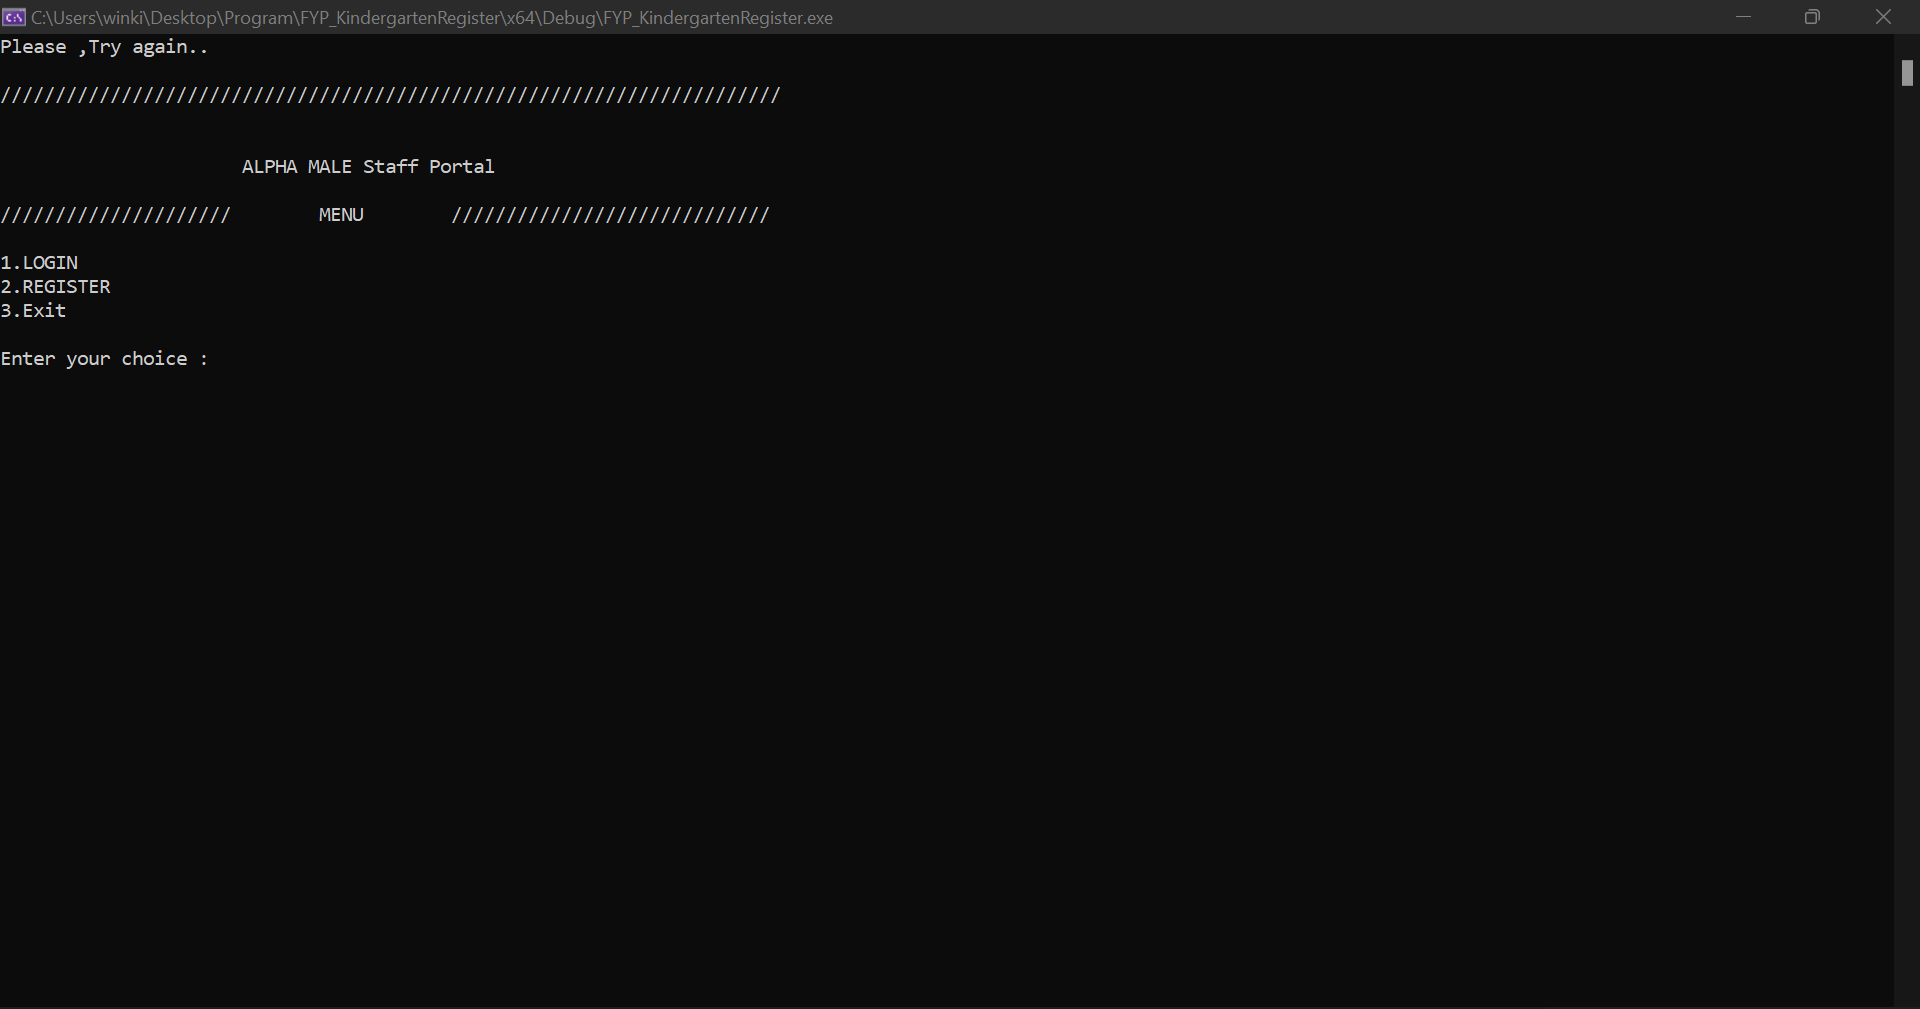 C:\Users\winki\Desktop\Program\FYP_KindergartenRegister\x64\Debug\FYP_KindergartenRegister.exe
Please ,Try again..
///////////////////////////////////////////////////////////////////////
ALPHA MALE Staff Portal
///////////////////// MENU /////////////////////////////
1.LOGIN
2.REGISTER
3.Exit
Enter your choice :